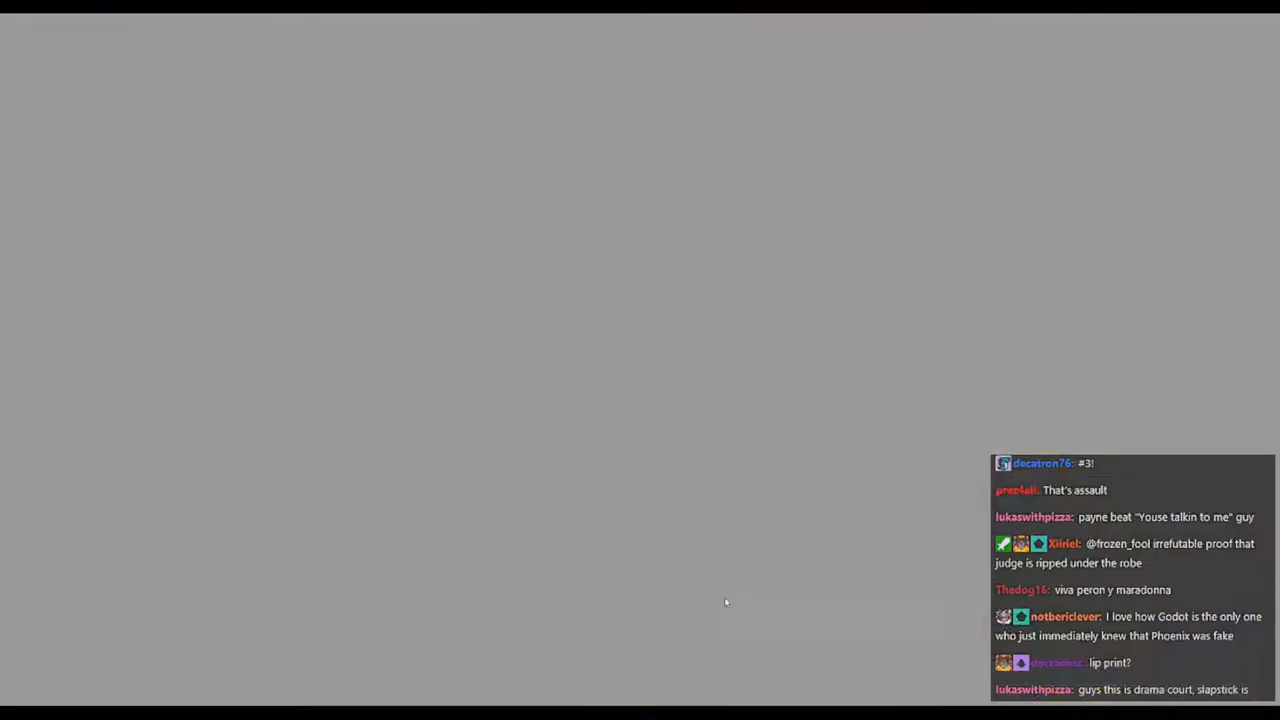 decatron76: #3!
That's assault
lukaswithpizza: payne beat "Youse talkin to me" guy
Xiiriel: @frozen_fool irrefutable proof that
judge is ripped under the robe
Thedog16: viva peron y maradonna
notbericlever: I love how Godot is the only one
who just immediately knew that Phoenix was fake
lip print?
lukaswithpizza: guys this is drama court, slapstick is